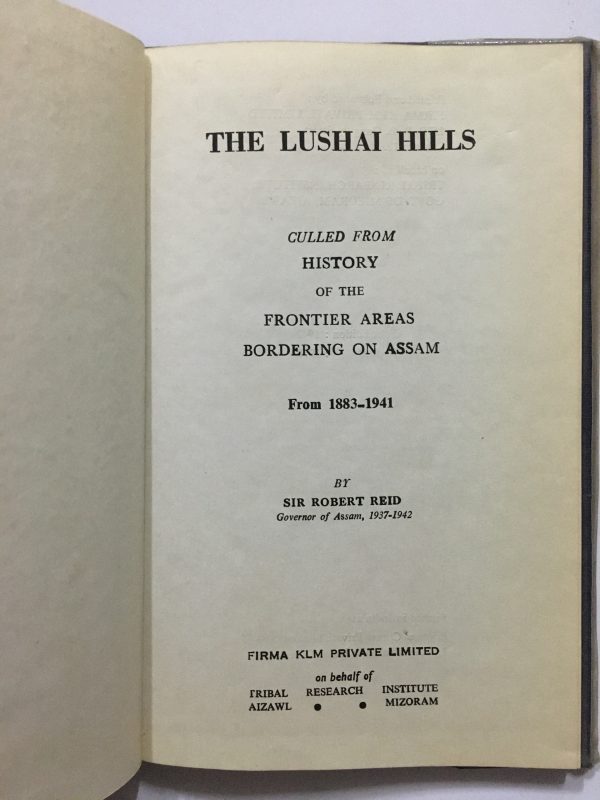 THE LUSHAI HILLS
CULLED FROM
HISTORY
OF THE
FRONTIER AREAS
BORDERING ON ASSAM
From 1883-1941
BY
SIR ROBERT REID
Governor of Assam, 1937-1942
FIRMA KLM PRIVATE LIMITED
on behalf of
TRIBAL RESEARCH INSTITUTE
AIZAWL ● ● MIZORAM